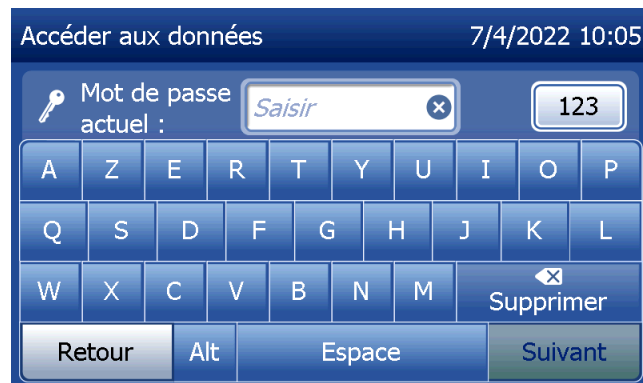 Accéder aux données 7/4/2022 10:05
Mot de passe
actuel :
Saisir
123
A Z E R T Y U I O P
Q S D F G H J K L
W X C V B N M Supprimer
Retour Alt Espace Suivant